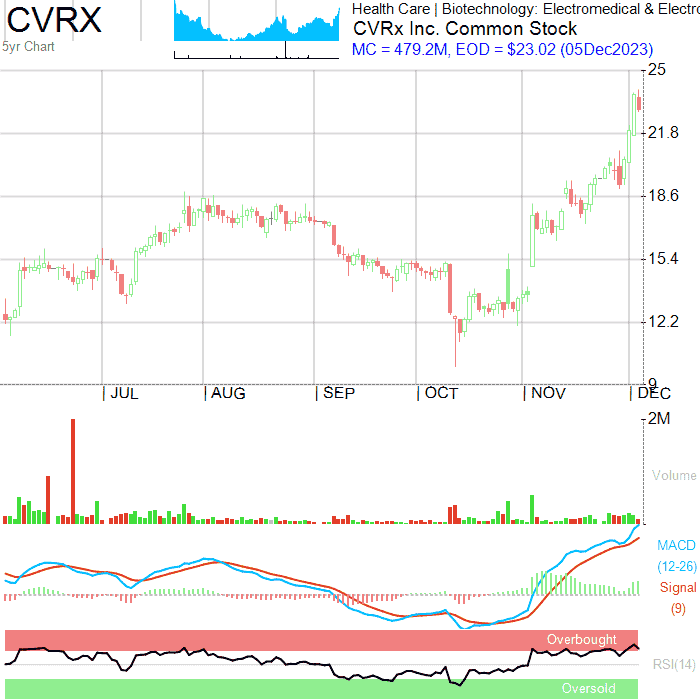 CVRX
5yr Chart
Health Care | Biotechnology: Electromedical & Electro
CVRx Inc. Common Stock
MC = 479.2M, EOD = $23.02 (05Dec2023)
25
21.8
18.6
15.4
12.2
9
| JUL | AUG | SEP | OCT | NOV | DEC
2M
Volume
MACD
(12-26)
Signal
(9)
Overbought
RSI(14)
Oversold